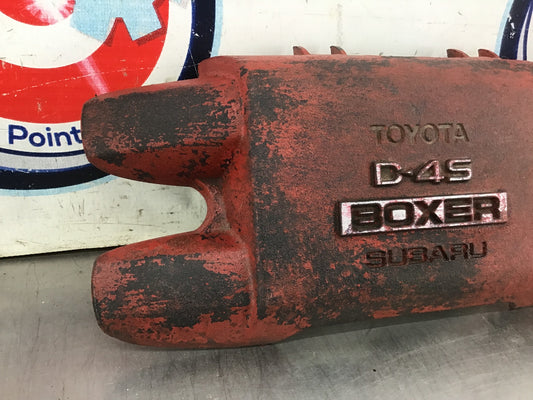 Point
TOYOTA
D-4S
BOXER
SUBARU